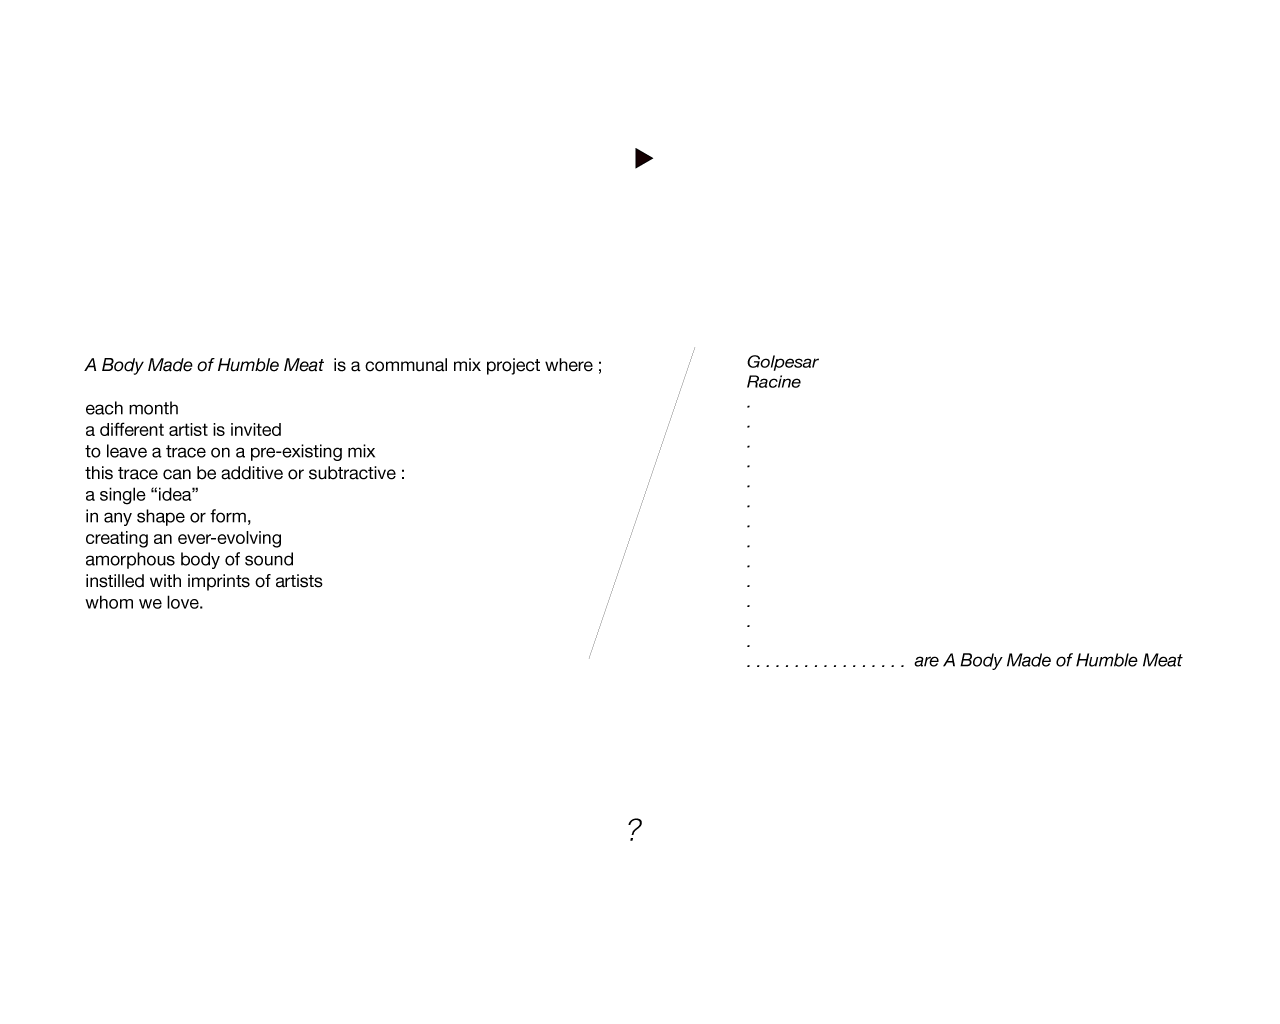 A Body Made of Humble Meat is a communal mix project where ;
each month
a different artist is invited
to leave a trace on a pre-existing mix
this trace can be additive or subtractive :
a single “idea”
in any shape or form,
creating an ever-evolving
amorphous body of sound
instilled with imprints of artists
whom we love.
Golpesar
Racine
.
.
.
.
.
.
.
.
.
.
.
.
.
. . . . . . . . . . . . . . . . . are A Body Made of Humble Meat
?